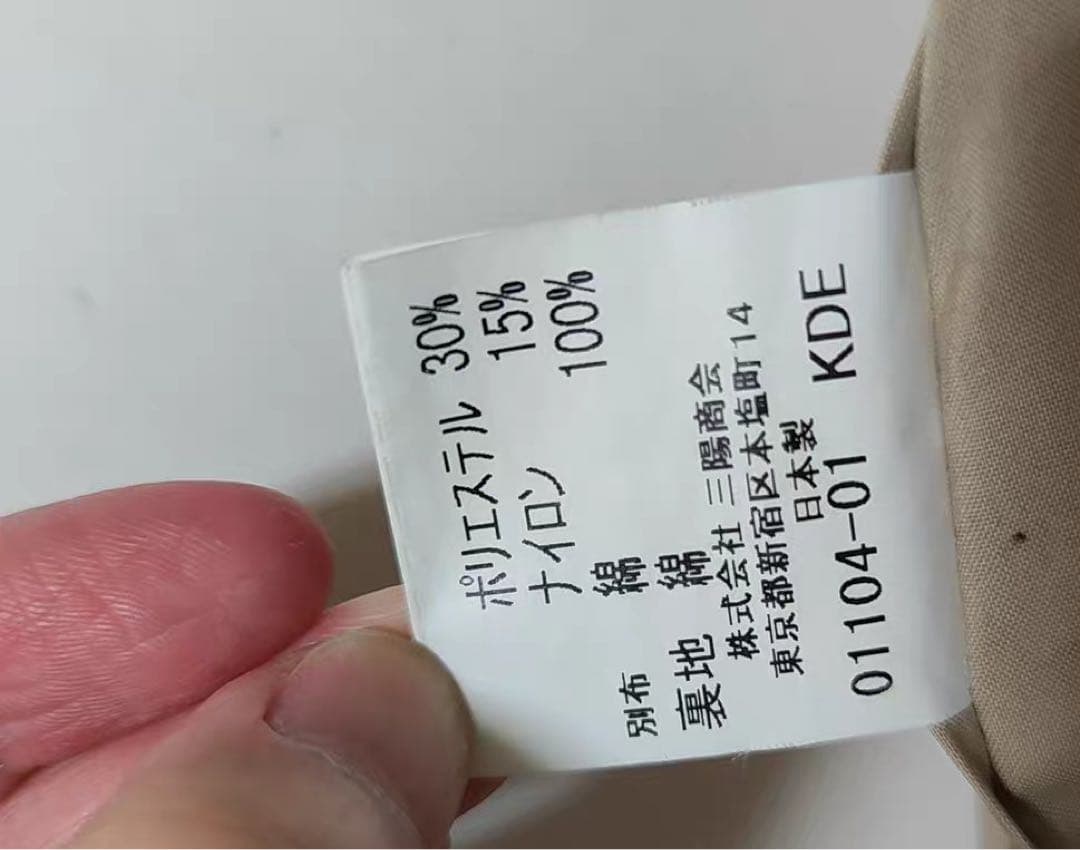 ポリエステル 30%
ナイロン 15%
別布 綿 100%
裏地 綿
株式会社 三陽商会
東京都新宿区本塩町14
日本製
01104-01 KDE